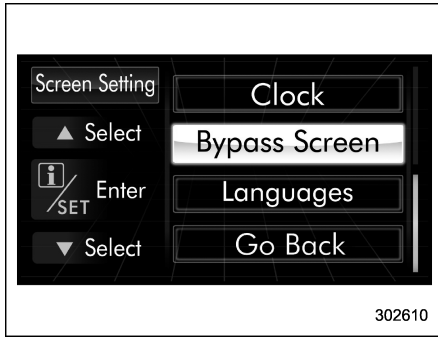 Screen Setting
▲ Select
i/SET Enter
▼ Select
Clock
Bypass Screen
Languages
Go Back
302610